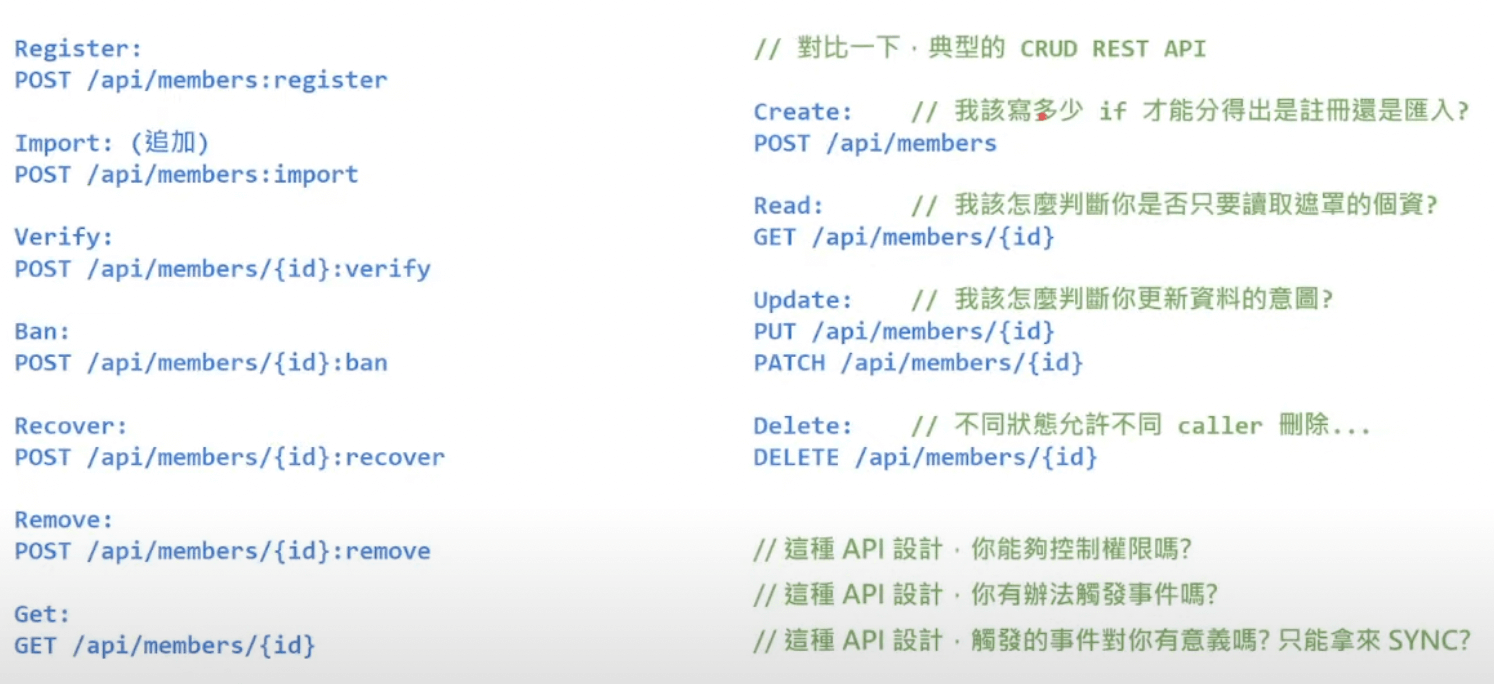 Register:
POST /api/members:register
Import: (追加)
POST /api/members:import
Verify:
POST /api/members/{id}:verify
Ban:
POST /api/members/{id}:ban
Recover:
POST /api/members/{id}:recover
Remove:
POST /api/members/{id}:remove
Get:
GET /api/members/{id}
// 對比一下，典型的 CRUD REST API
Create: // 我該寫多少 if 才能分得出是註冊還是匯入?
POST /api/members
Read: // 我該怎麼判斷你是否只要讀取遮罩的個資?
GET /api/members/{id}
Update: // 我該怎麼判斷你更新資料的意圖?
PUT /api/members/{id}
PATCH /api/members/{id}
Delete: // 不同狀態允許不同 caller 刪除...
DELETE /api/members/{id}
// 這種 API 設計，你能夠控制權限嗎?
// 這種 API 設計，你有辦法觸發事件嗎?
// 這種 API 設計，觸發的事件對你有意義嗎? 只能拿來 SYNC?